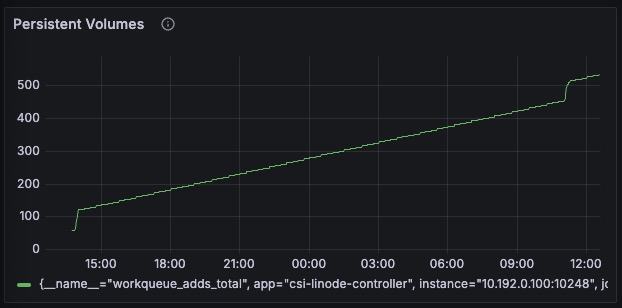 Persistent Volumes
500
400
300
200
100
0
15:00 18:00 21:00 00:00 03:00 06:00 09:00 12:00
{__name__="workqueue_adds_total", app="csi-linode-controller", instance="10.192.0.100:10248", jo